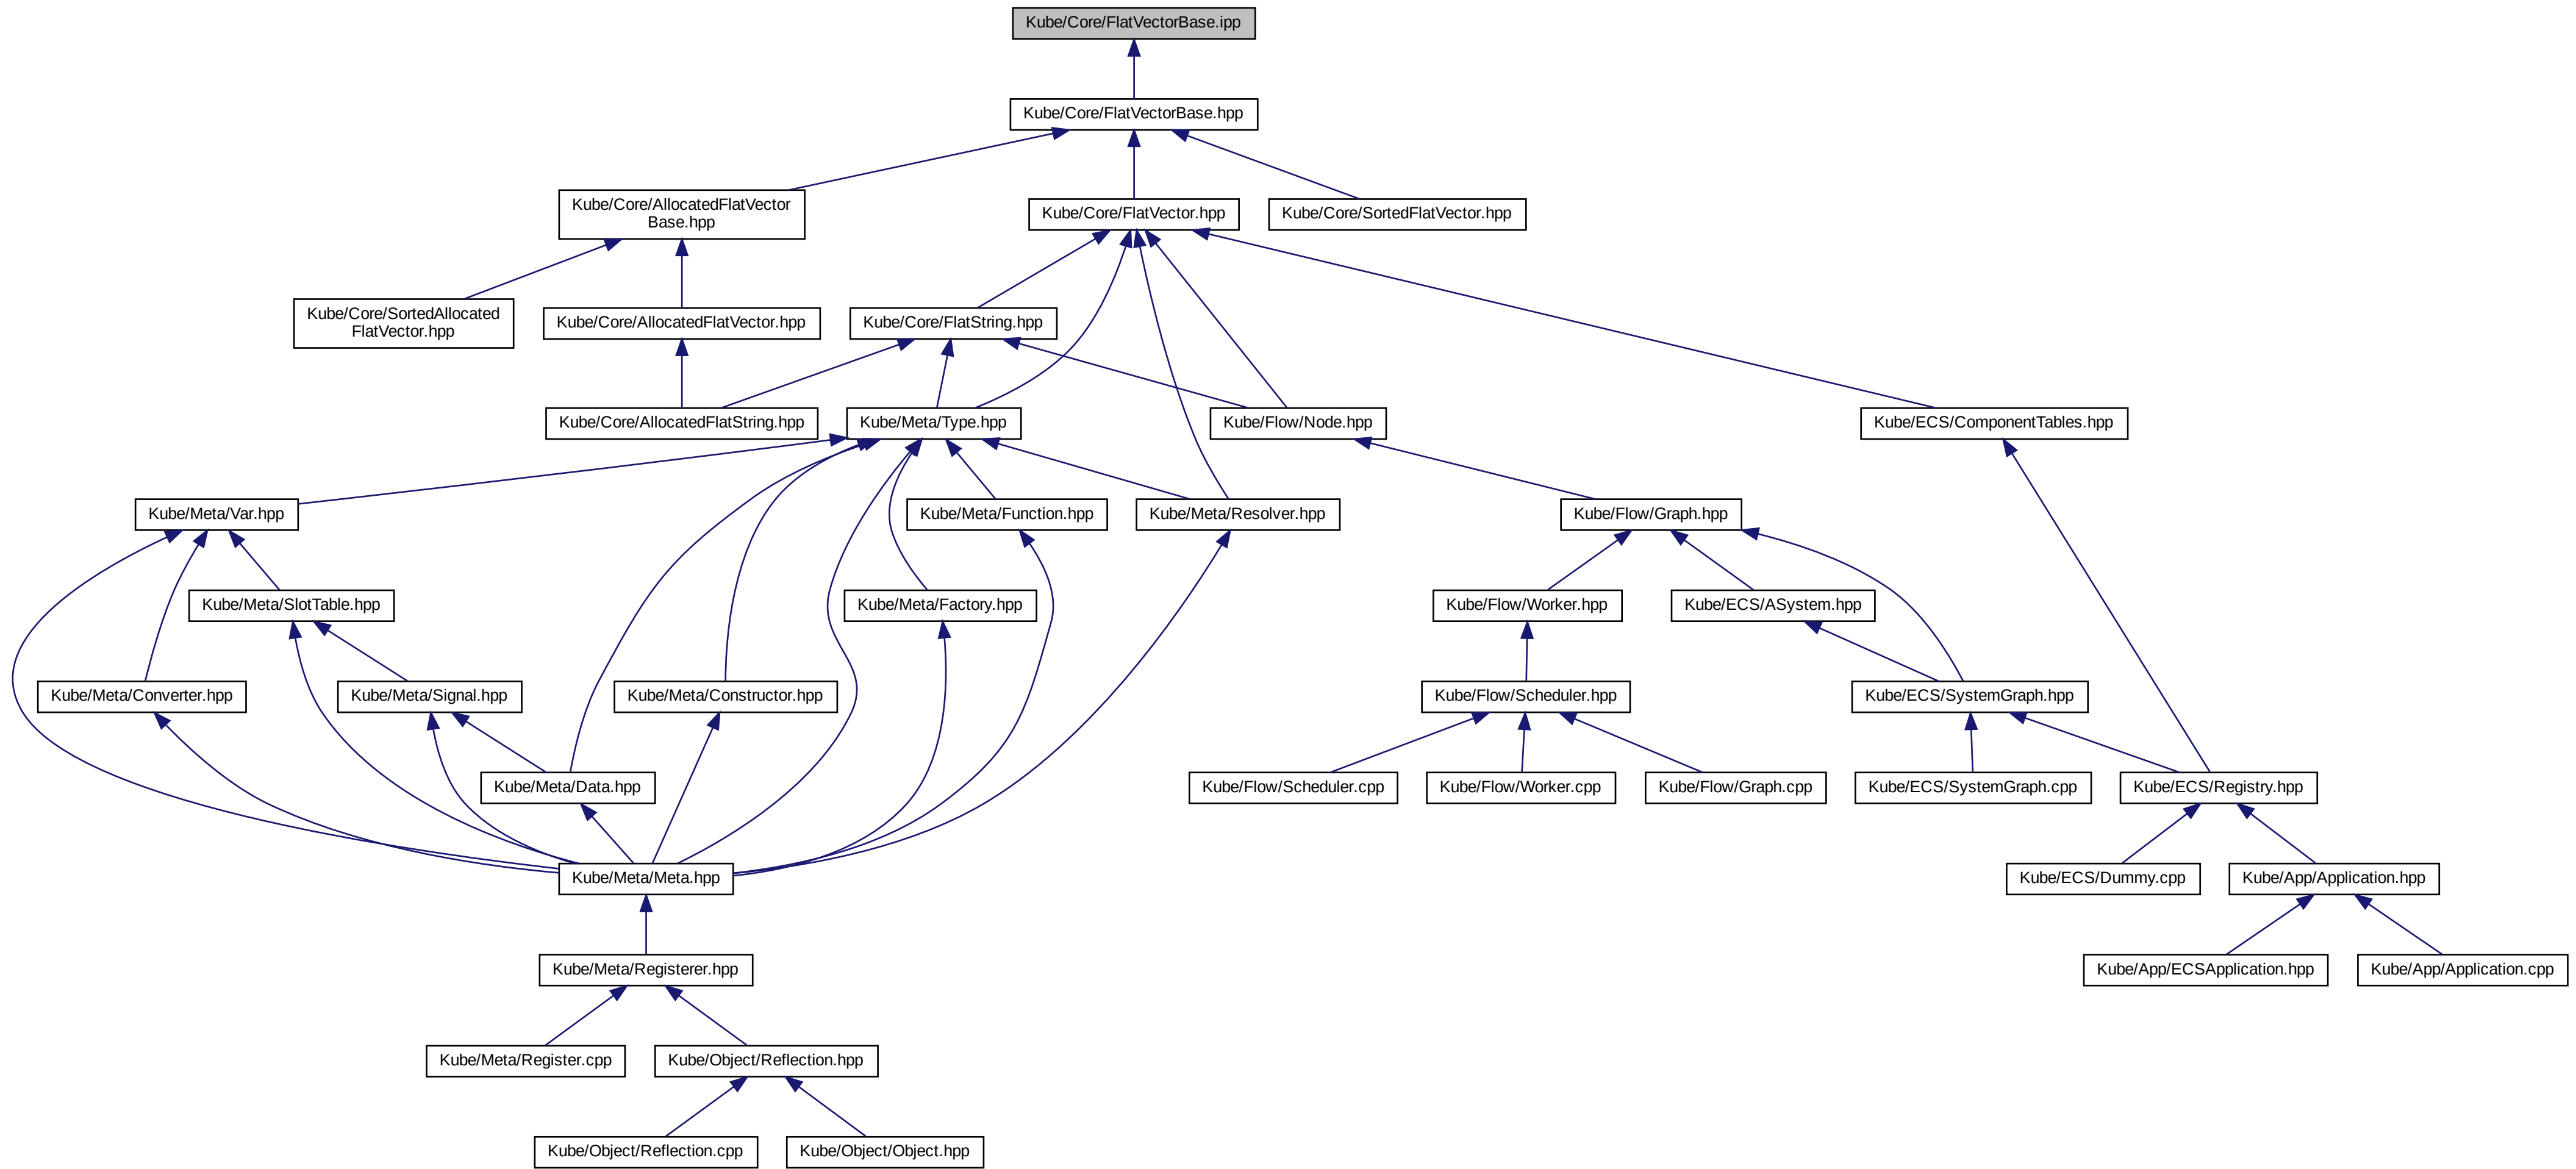 Kube/Core/FlatVectorBase.ipp
Kube/Core/FlatVectorBase.hpp
Kube/Core/AllocatedFlatVector
Base.hpp
Kube/Core/FlatVector.hpp
Kube/Core/SortedFlatVector.hpp
Kube/Core/SortedAllocated
FlatVector.hpp
Kube/Core/AllocatedFlatVector.hpp
Kube/Core/FlatString.hpp
Kube/Core/AllocatedFlatString.hpp
Kube/Meta/Type.hpp
Kube/Flow/Node.hpp
Kube/ECS/ComponentTables.hpp
Kube/Meta/Var.hpp
Kube/Meta/Function.hpp
Kube/Meta/Resolver.hpp
Kube/Flow/Graph.hpp
Kube/Meta/SlotTable.hpp
Kube/Meta/Factory.hpp
Kube/Flow/Worker.hpp
Kube/ECS/ASystem.hpp
Kube/Meta/Converter.hpp
Kube/Meta/Signal.hpp
Kube/Meta/Constructor.hpp
Kube/Flow/Scheduler.hpp
Kube/ECS/SystemGraph.hpp
Kube/Meta/Data.hpp
Kube/Flow/Scheduler.cpp
Kube/Flow/Worker.cpp
Kube/Flow/Graph.cpp
Kube/ECS/SystemGraph.cpp
Kube/ECS/Registry.hpp
Kube/Meta/Meta.hpp
Kube/ECS/Dummy.cpp
Kube/App/Application.hpp
Kube/Meta/Registerer.hpp
Kube/App/ECSApplication.hpp
Kube/App/Application.cpp
Kube/Meta/Register.cpp
Kube/Object/Reflection.hpp
Kube/Object/Reflection.cpp
Kube/Object/Object.hpp